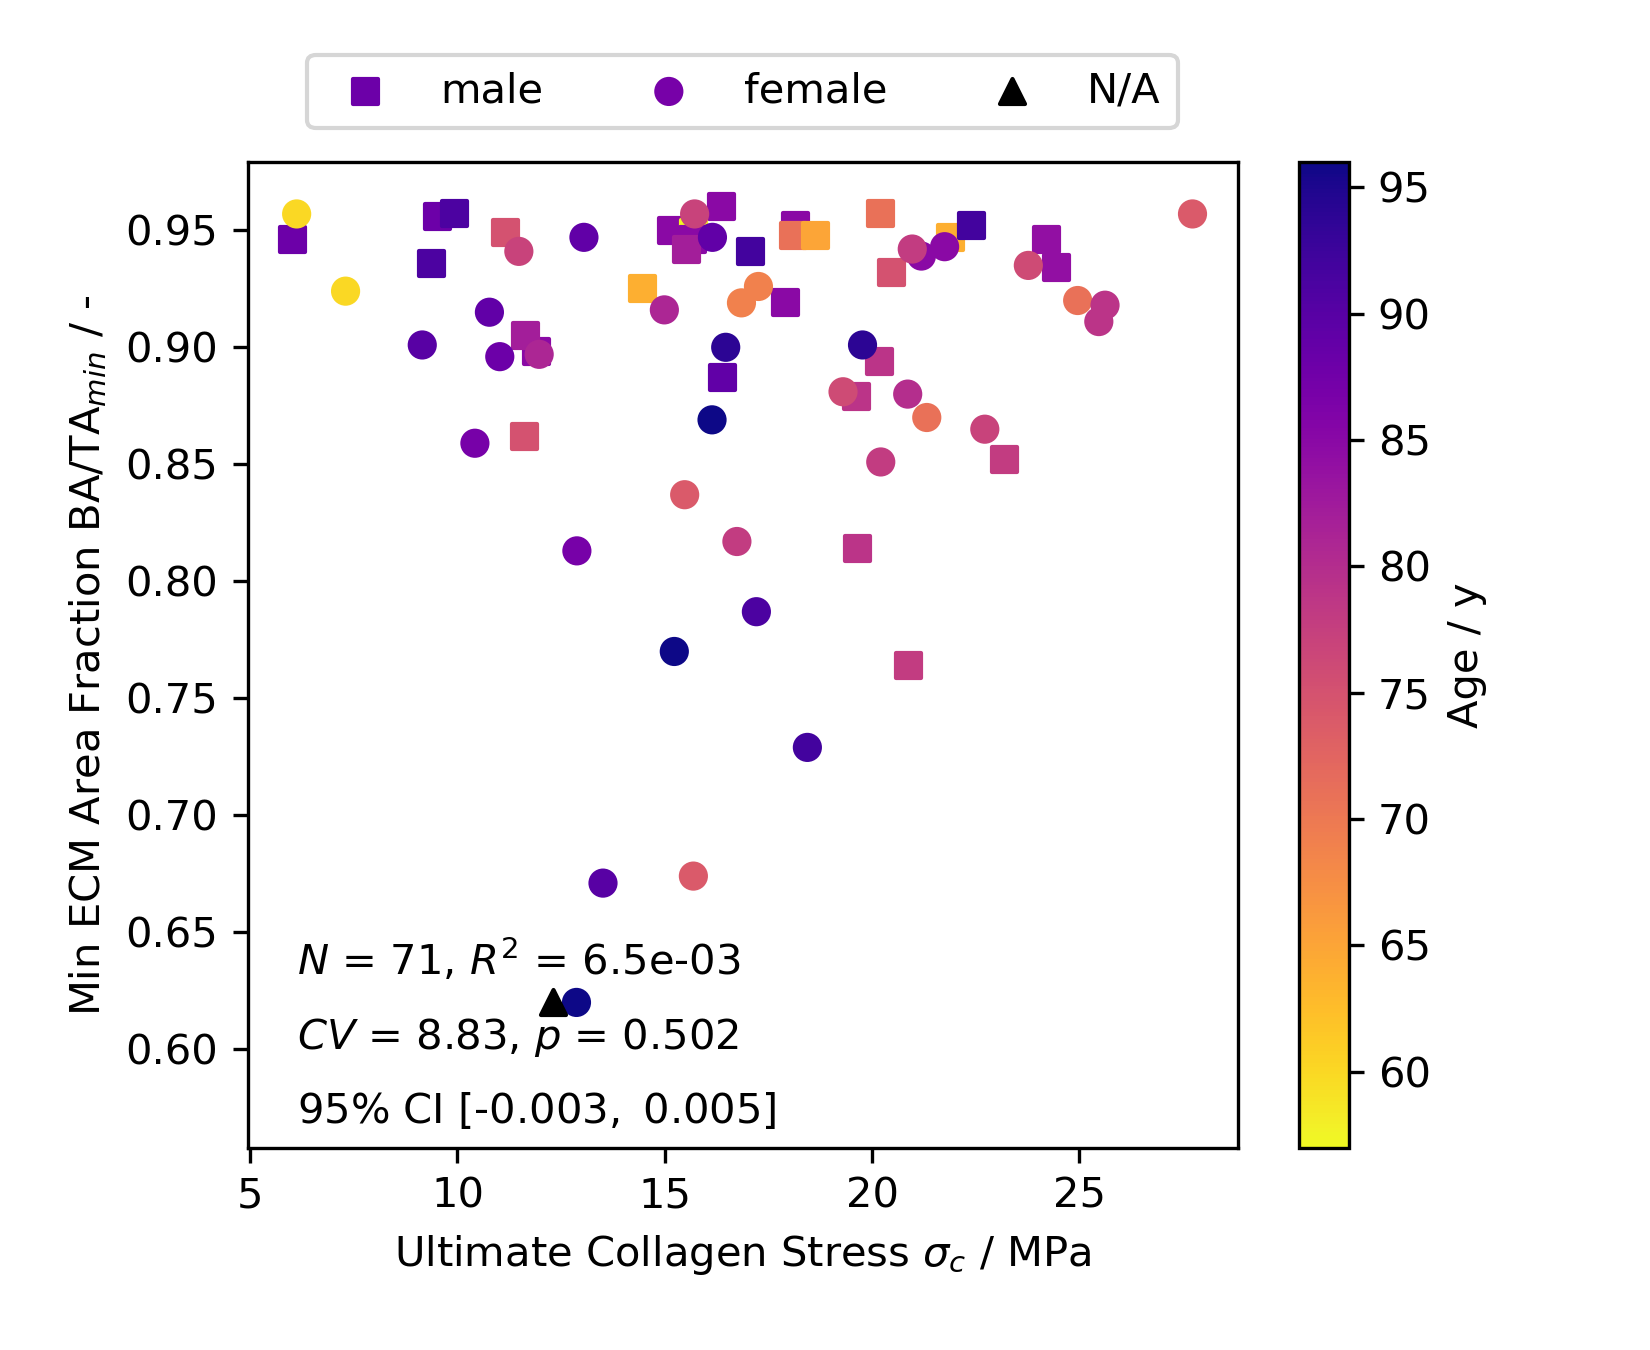 male female N/A
0.95
0.90
0.85
0.80
0.75
0.70
0.65
0.60
Min ECM Area Fraction BA/TA_min / -
N = 71, R² = 6.5e-03
CV = 8.83, p = 0.502
95% CI [-0.003, 0.005]
5 10 15 20 25
Ultimate Collagen Stress σ_c / MPa
95
90
85
80
75
70
65
60
Age / y